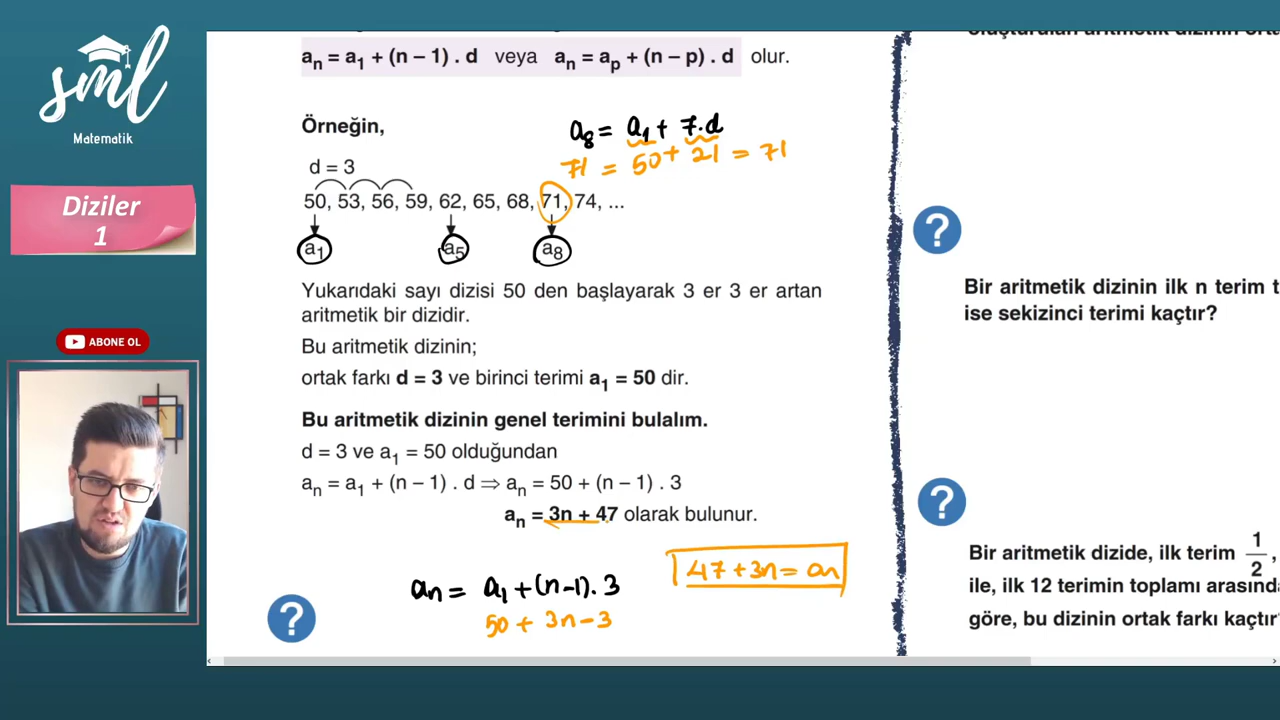 sml
Matematik
Diziler
1
ABONE OL
aₙ = a₁ + (n – 1) . d veya aₙ = aₚ + (n – p) . d olur.
Örneğin,
a₈ = a₁ + 7.d
71 = 50 + 21 = 71
d = 3
50, 53, 56, 59, 62, 65, 68, 71, 74, ...
a₁ a₅ a₈
Yukarıdaki sayı dizisi 50 den başlayarak 3 er 3 er artan
aritmetik bir dizidir.
Bu aritmetik dizinin;
ortak farkı d = 3 ve birinci terimi a₁ = 50 dir.
Bu aritmetik dizinin genel terimini bulalım.
d = 3 ve a₁ = 50 olduğundan
aₙ = a₁ + (n – 1) . d ⇒ aₙ = 50 + (n – 1) . 3
aₙ = 3n + 47 olarak bulunur.
47 + 3n = an
an = a₁ + (n-1). 3
50 + 3n - 3
?
?
Bir aritmetik dizinin ilk n terim t
ise sekizinci terimi kaçtır?
?
Bir aritmetik dizide, ilk terim 1/2,
ile, ilk 12 terimin toplamı arasında
göre, bu dizinin ortak farkı kaçtır?